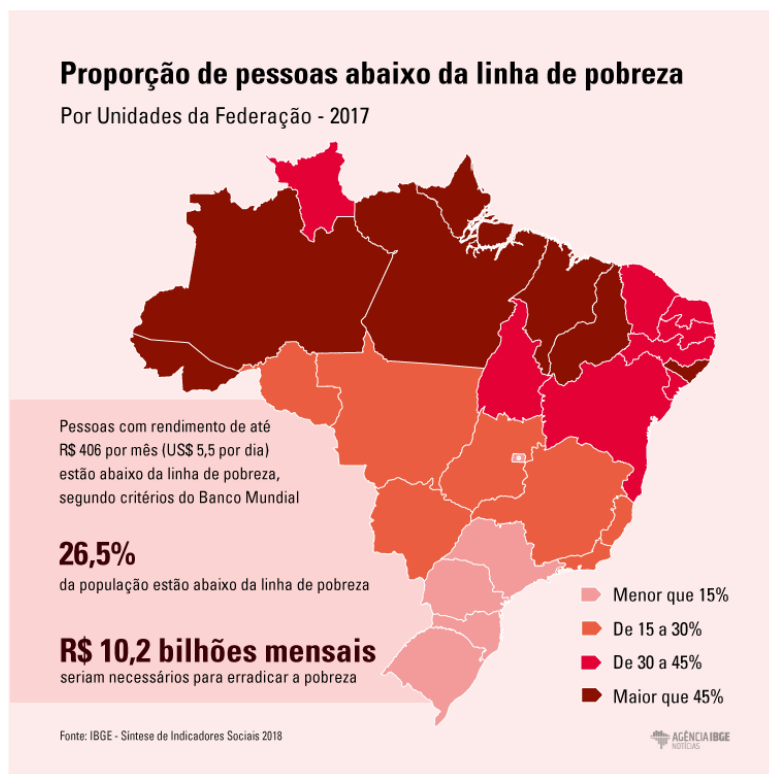 Proporção de pessoas abaixo da linha de pobreza
Por Unidades da Federação - 2017
Pessoas com rendimento de até
R$ 406 por mês (US$ 5,5 por dia)
estão abaixo da linha de pobreza,
segundo critérios do Banco Mundial
26,5%
da população estão abaixo da linha de pobreza
R$ 10,2 bilhões mensais
seriam necessários para erradicar a pobreza
Menor que 15%
De 15 a 30%
De 30 a 45%
Maior que 45%
Fonte: IBGE - Síntese de Indicadores Sociais 2018
AGÊNCIA IBGE
NOTÍCIAS